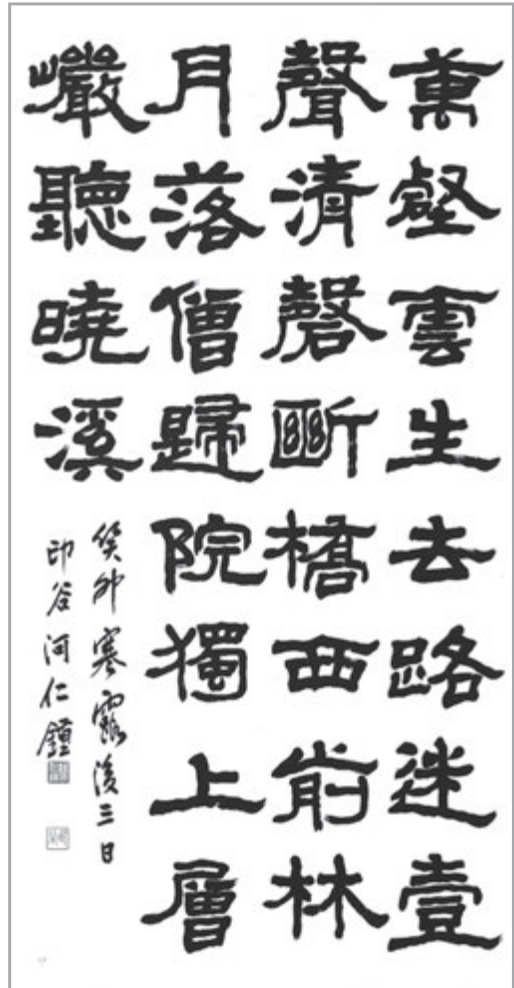 萬壑雲生去路迷壹
聲清磬斷橋西前林
月落僧歸院獨上層
巖聽曉溪
癸卯寒露後三日
印谷河仁鍾